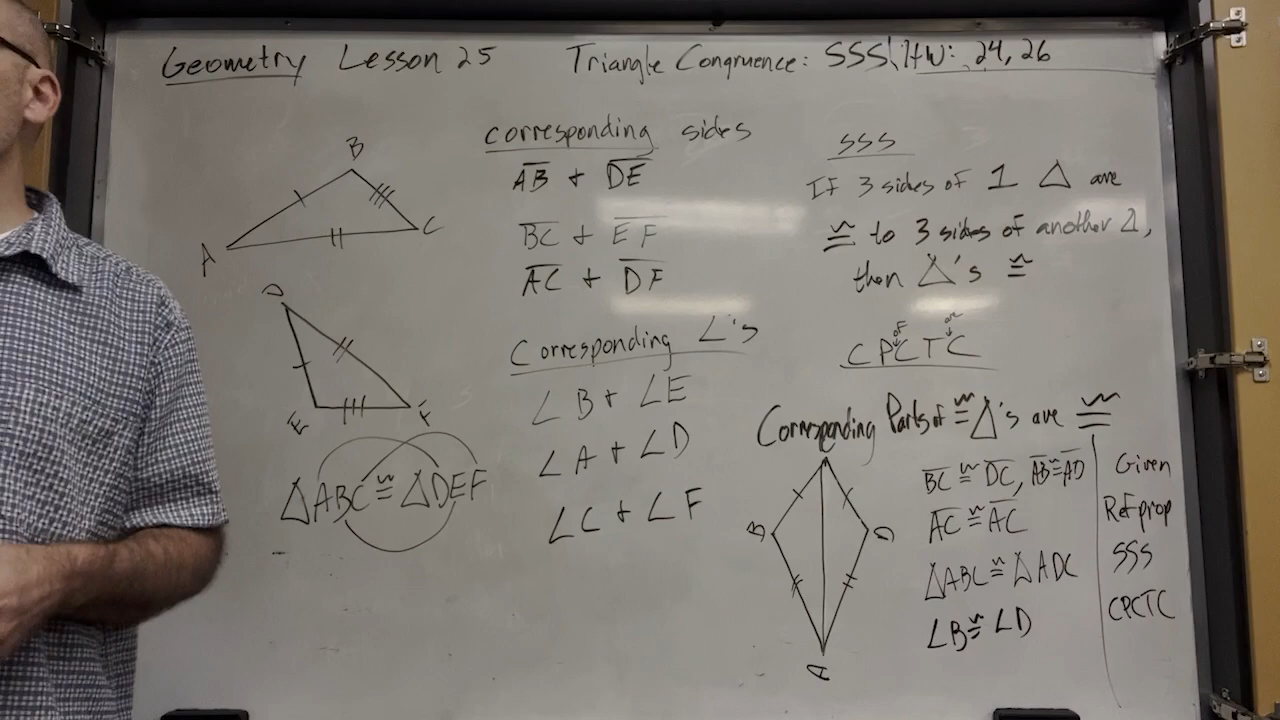 Geometry Lesson 25 Triangle Congruence: SSS HW: 24, 26
corresponding sides
AB + DE
BC + EF
AC + DF
Corresponding ∠'s
∠B + ∠E
∠A + ∠D
∠C + ∠F
B
A
C
D
E
F
△ABC ≅ △DEF
SSS
If 3 sides of 1 △ are
≅ to 3 sides of another △,
then △'s ≅
of are
CPCTC
Corresponding Parts of ≅ △'s are ≅
B
D
A
BC ≅ DC, AB ≅ AD Given
AC ≅ AC Ref prop
△ABC ≅ △ADC SSS
∠B ≅ ∠D CPCTC